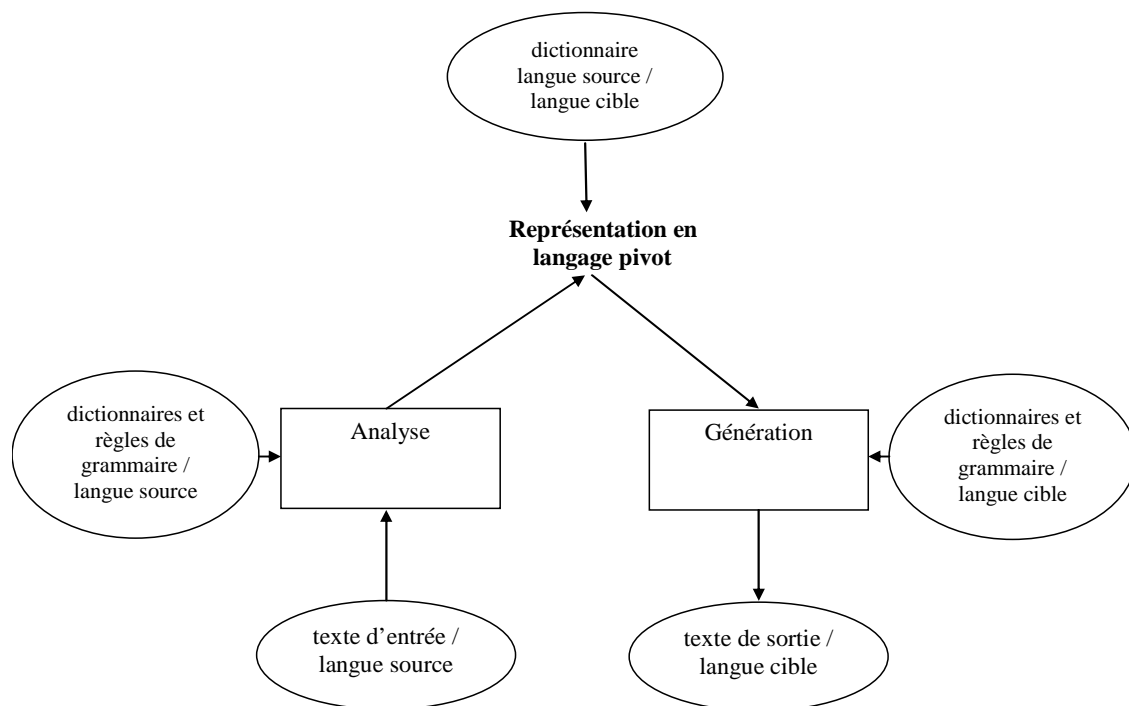 dictionnaire
langue source /
langue cible
Représentation en
langage pivot
dictionnaires et
règles de
grammaire /
langue source
Analyse
Génération
dictionnaires et
règles de
grammaire /
langue cible
texte d’entrée /
langue source
texte de sortie /
langue cible